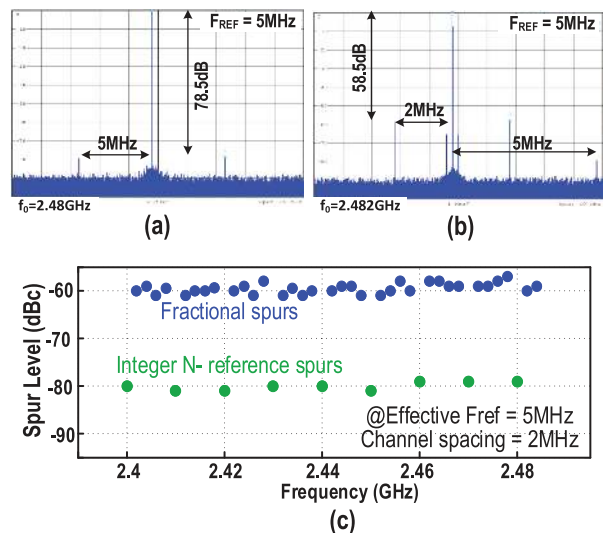 F_REF = 5MHz
78.5dB
5MHz
f₀=2.48GHz
(a)
F_REF = 5MHz
58.5dB
2MHz
5MHz
f₀=2.482GHz
(b)
Spur Level (dBc)
-60
-70
-80
-90
Fractional spurs
Integer N- reference spurs
@Effective Fref = 5MHz
Channel spacing = 2MHz
2.4
2.42
2.44
2.46
2.48
Frequency (GHz)
(c)